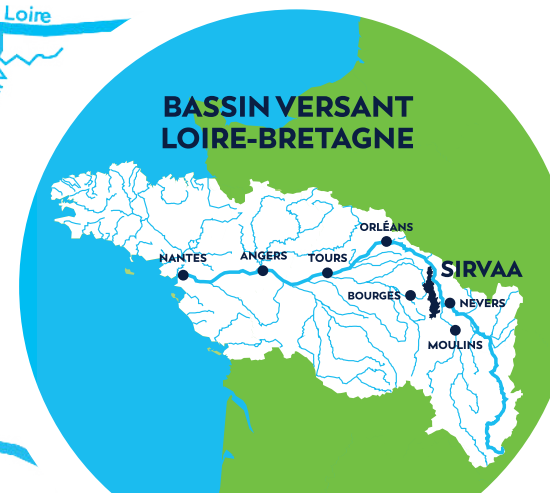 Loire
BASSIN VERSANT
LOIRE-BRETAGNE
ORLÉANS
NANTES
ANGERS
TOURS
SIRVAA
BOURGES
NEVERS
MOULINS